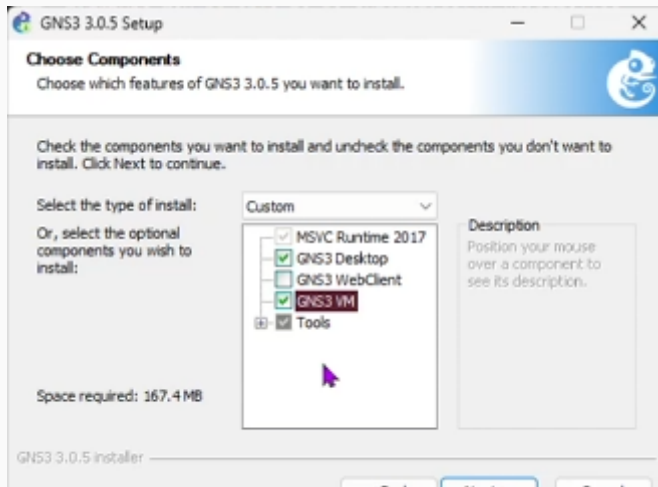 GNS3 3.0.5 Setup
Choose Components
Choose which features of GNS3 3.0.5 you want to install.
Check the components you want to install and uncheck the components you don't want to
install. Click Next to continue.
Select the type of install:
Custom
Or, select the optional
components you wish to
install:
MSVC Runtime 2017
GNS3 Desktop
GNS3 WebClient
GNS3 VM
Tools
Description
Position your mouse
over a component to
see its description.
Space required: 167.4 MB
GNS3 3.0.5 installer